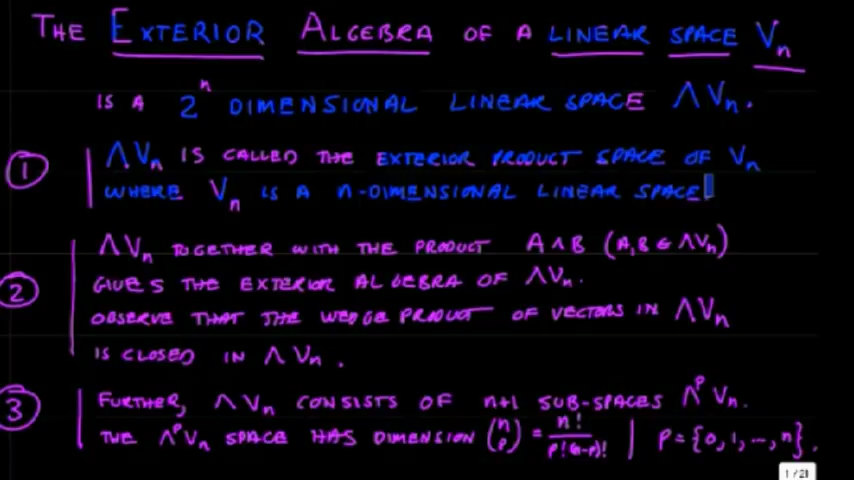 THE EXTERIOR ALGEBRA OF A LINEAR SPACE Vₙ
IS A 2ⁿ DIMENSIONAL LINEAR SPACE ΛVₙ.
① ΛVₙ IS CALLED THE EXTERIOR PRODUCT SPACE OF Vₙ
WHERE Vₙ IS A n-DIMENSIONAL LINEAR SPACE
ΛVₙ TOGETHER WITH THE PRODUCT A∧B (A,B ∈ ΛVₙ)
② GIVES THE EXTERIOR ALGEBRA OF ΛVₙ.
OBSERVE THAT THE WEDGE PRODUCT OF VECTORS IN ΛVₙ
IS CLOSED IN ΛVₙ.
③ FURTHER, ΛVₙ CONSISTS OF n+1 SUB-SPACES ΛᵖVₙ.
THE ΛᵖVₙ SPACE HAS DIMENSION (n p) = n!/p!(n-p)! | p = {0, 1, ..., n}.
1 / 21